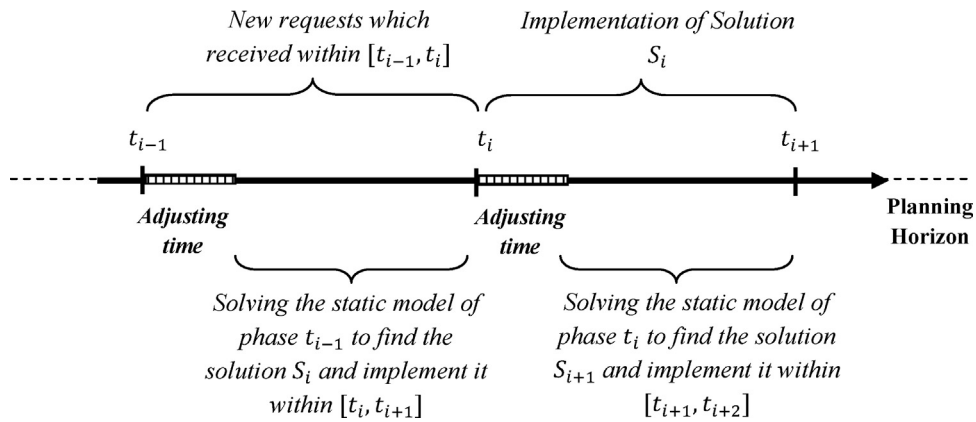 New requests which
received within [t_{i-1}, t_i]
Implementation of Solution
S_i
t_{i-1}
t_i
t_{i+1}
Adjusting
time
Adjusting
time
Planning
Horizon
Solving the static model of
phase t_{i-1} to find the
solution S_i and implement it
within [t_i, t_{i+1}]
Solving the static model of
phase t_i to find the solution
S_{i+1} and implement it within
[t_{i+1}, t_{i+2}]